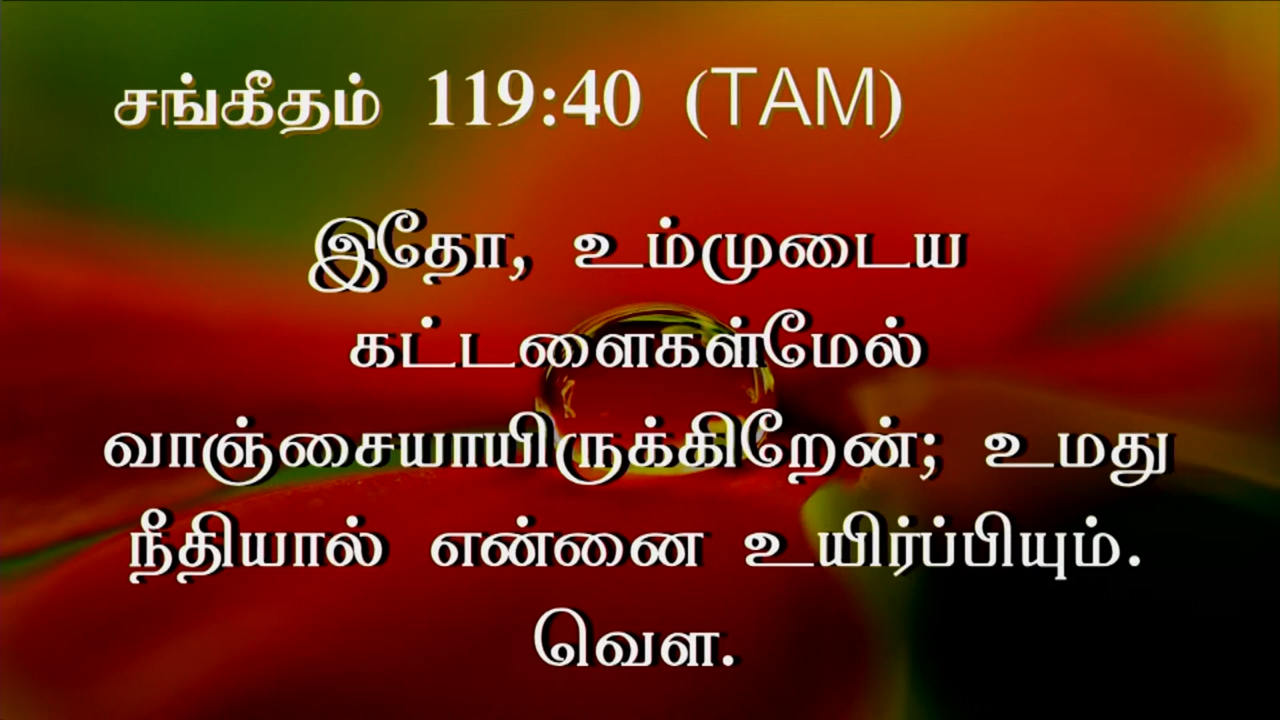 சங்கீதம் 119:40 (TAM)
இதோ, உம்முடைய
கட்டளைகள்மேல்
வாஞ்சையாயிருக்கிறேன்; உமது
நீதியால் என்னை உயிர்ப்பியும்.
வௌ.